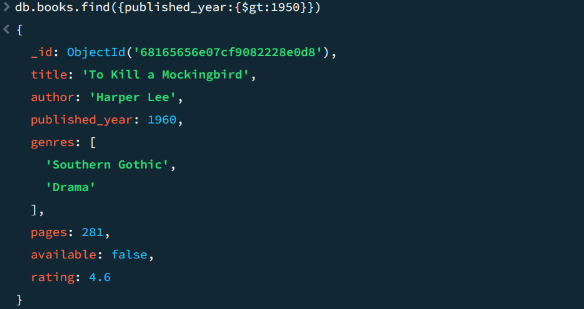 > db.books.find({published_year:{$gt:1950}})
< {
_id: ObjectId('68165656e07cf9082228e0d8'),
title: 'To Kill a Mockingbird',
author: 'Harper Lee',
published_year: 1960,
genres: [
'Southern Gothic',
'Drama'
],
pages: 281,
available: false,
rating: 4.6
}